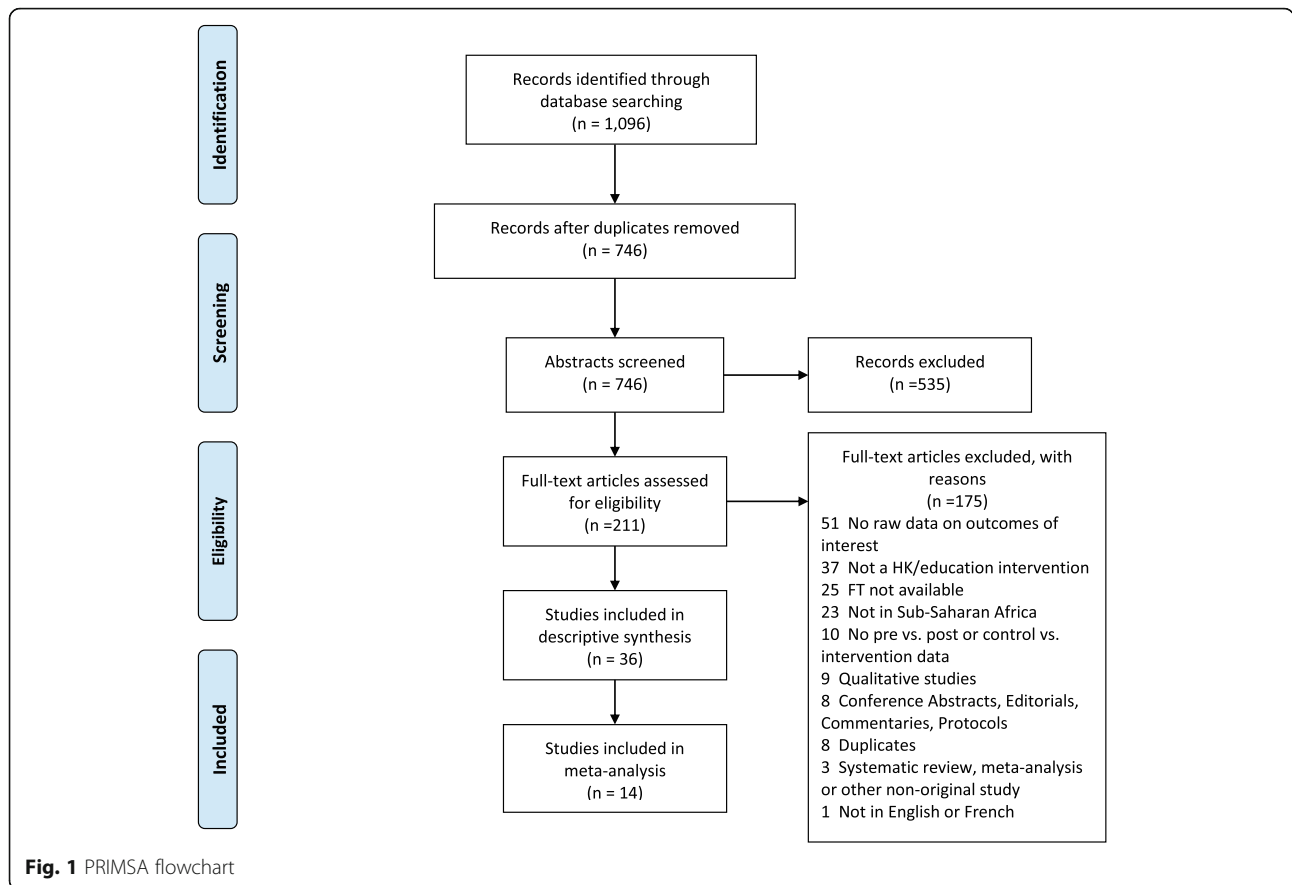 Identification
Records identified through
database searching
(n = 1,096)
Records after duplicates removed
(n = 746)
Screening
Abstracts screened
(n = 746)
Records excluded
(n =535)
Eligibility
Full-text articles assessed
for eligibility
(n =211)
Full-text articles excluded, with
reasons
(n =175)
51 No raw data on outcomes of
interest
37 Not a HK/education intervention
25 FT not available
23 Not in Sub-Saharan Africa
10 No pre vs. post or control vs.
intervention data
9 Qualitative studies
8 Conference Abstracts, Editorials,
Commentaries, Protocols
8 Duplicates
3 Systematic review, meta-analysis
or other non-original study
1 Not in English or French
Studies included in
descriptive synthesis
(n = 36)
Included
Studies included in
meta-analysis
(n = 14)
Fig. 1 PRIMSA flowchart